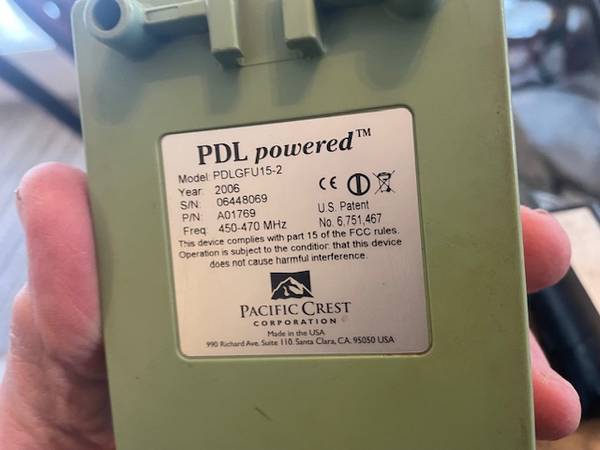 PDL powered™
Model: PDLGFU15-2
Year: 2006
S/N: 06448069
P/N: A01769
Freq: 450-470 MHz
CE
U.S. Patent
No. 6,751,467
This device complies with part 15 of the FCC rules.
Operation is subject to the condition: that this device
does not cause harmful interference.
PACIFIC CREST
CORPORATION
Made in the USA
990 Richard Ave. Suite 110. Santa Clara, CA. 95050 USA